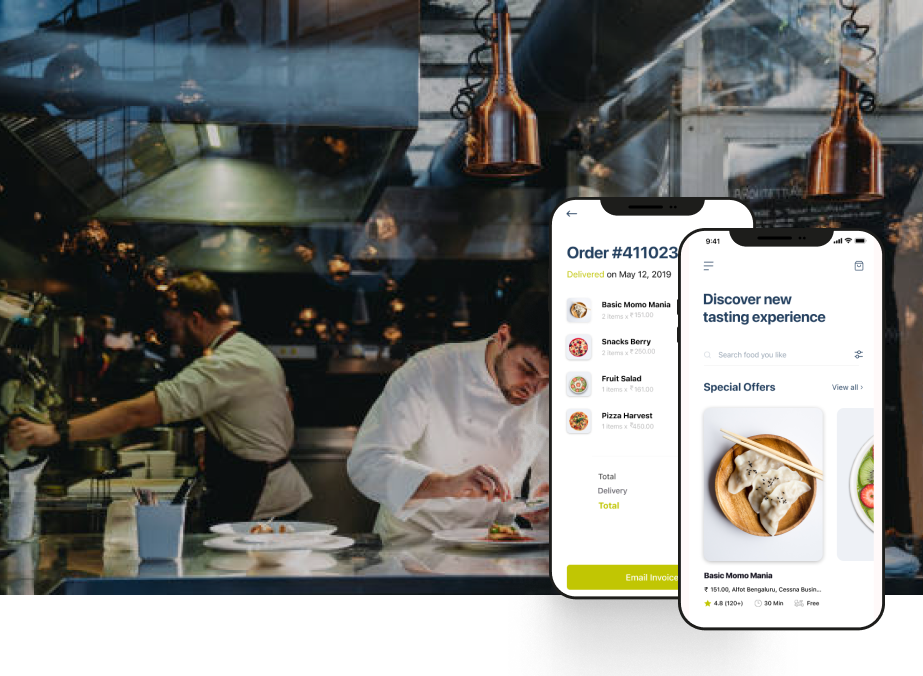 Order #411023
Delivered on May 12, 2019
Basic Momo Mania
2 items x ₹ 151.00
Snacks Berry
2 items x ₹ 250.00
Fruit Salad
1 items x ₹ 161.00
Pizza Harvest
1 items x ₹450.00
Total
Delivery
Total
Email Invoice
9:41
Discover new
tasting experience
Search food you like
Special Offers
View all ›
Basic Momo Mania
₹ 151.00, Alfot Bengaluru, Cessna Busin...
4.8 (120+)
30 Min
Free